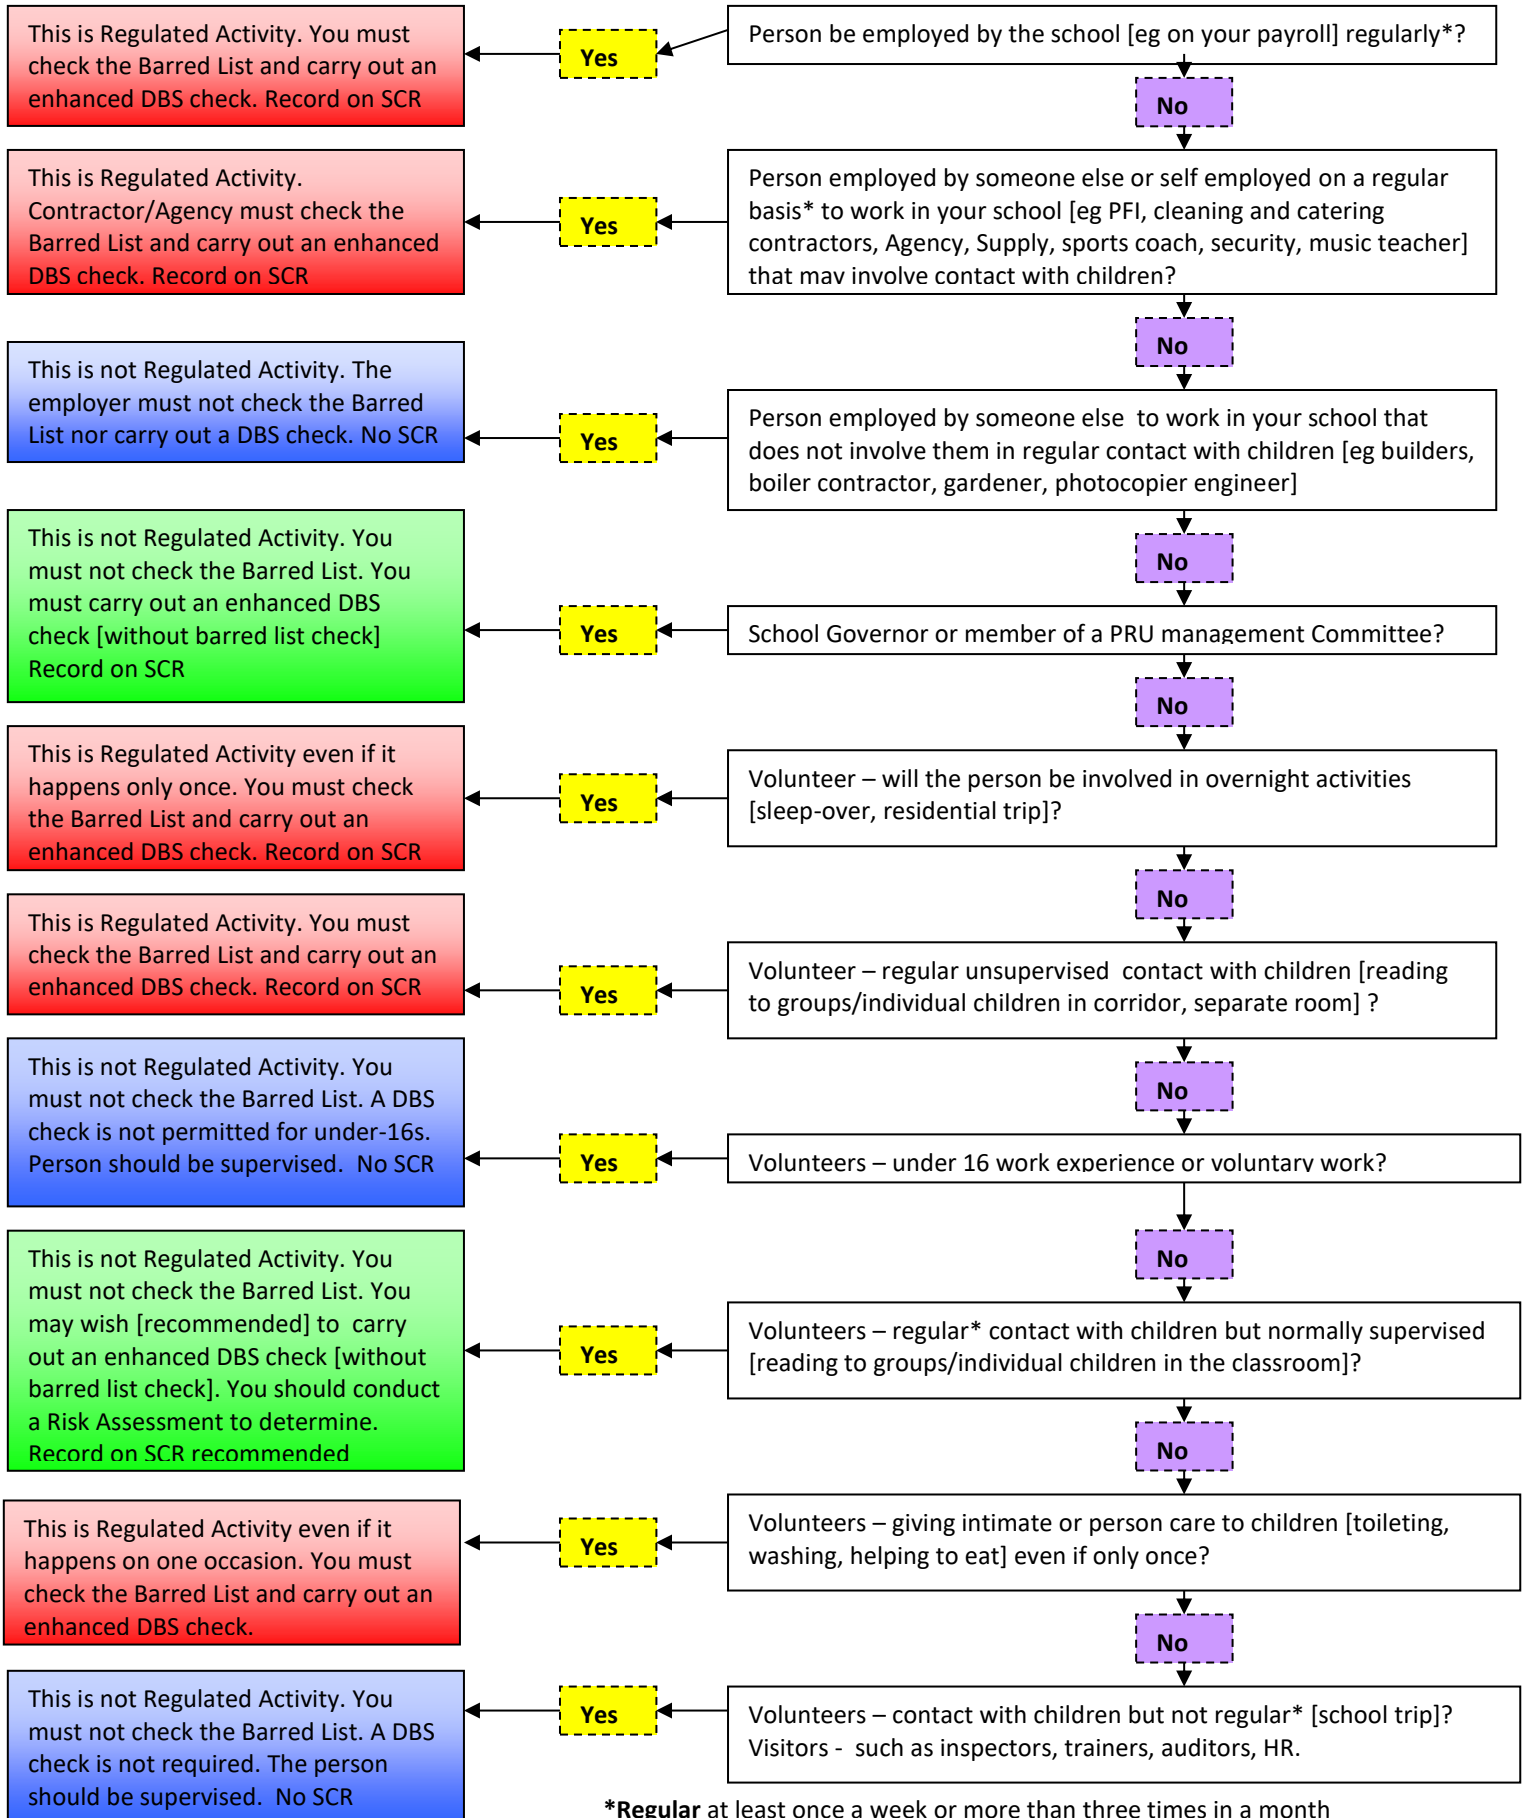 This is Regulated Activity. You must
check the Barred List and carry out an
enhanced DBS check. Record on SCR
Yes
Person be employed by the school [eg on your payroll] regularly*?
No
This is Regulated Activity.
Contractor/Agency must check the
Barred List and carry out an enhanced
DBS check. Record on SCR
Yes
Person employed by someone else or self employed on a regular
basis* to work in your school [eg PFI, cleaning and catering
contractors, Agency, Supply, sports coach, security, music teacher]
that may involve contact with children?
No
This is not Regulated Activity. The
employer must not check the Barred
List nor carry out a DBS check. No SCR
Yes
Person employed by someone else  to work in your school that
does not involve them in regular contact with children [eg builders,
boiler contractor, gardener, photocopier engineer]
No
This is not Regulated Activity. You
must not check the Barred List. You
must carry out an enhanced DBS
check [without barred list check]
Record on SCR
Yes
School Governor or member of a PRU management Committee?
No
This is Regulated Activity even if it
happens only once. You must check
the Barred List and carry out an
enhanced DBS check. Record on SCR
Yes
Volunteer – will the person be involved in overnight activities
[sleep-over, residential trip]?
No
This is Regulated Activity. You must
check the Barred List and carry out an
enhanced DBS check. Record on SCR
Yes
Volunteer – regular unsupervised  contact with children [reading
to groups/individual children in corridor, separate room] ?
No
This is not Regulated Activity. You
must not check the Barred List. A DBS
check is not permitted for under-16s.
Person should be supervised.  No SCR
Yes
Volunteers – under 16 work experience or voluntary work?
No
This is not Regulated Activity. You
must not check the Barred List. You
may wish [recommended] to  carry
out an enhanced DBS check [without
barred list check]. You should conduct
a Risk Assessment to determine.
Record on SCR recommended
Yes
Volunteers – regular* contact with children but normally supervised
[reading to groups/individual children in the classroom]?
No
This is Regulated Activity even if it
happens on one occasion. You must
check the Barred List and carry out an
enhanced DBS check.
Yes
Volunteers – giving intimate or person care to children [toileting,
washing, helping to eat] even if only once?
No
This is not Regulated Activity. You
must not check the Barred List. A DBS
check is not required. The person
should be supervised.  No SCR
Yes
Volunteers – contact with children but not regular* [school trip]?
Visitors -  such as inspectors, trainers, auditors, HR.
*Regular at least once a week or more than three times in a month